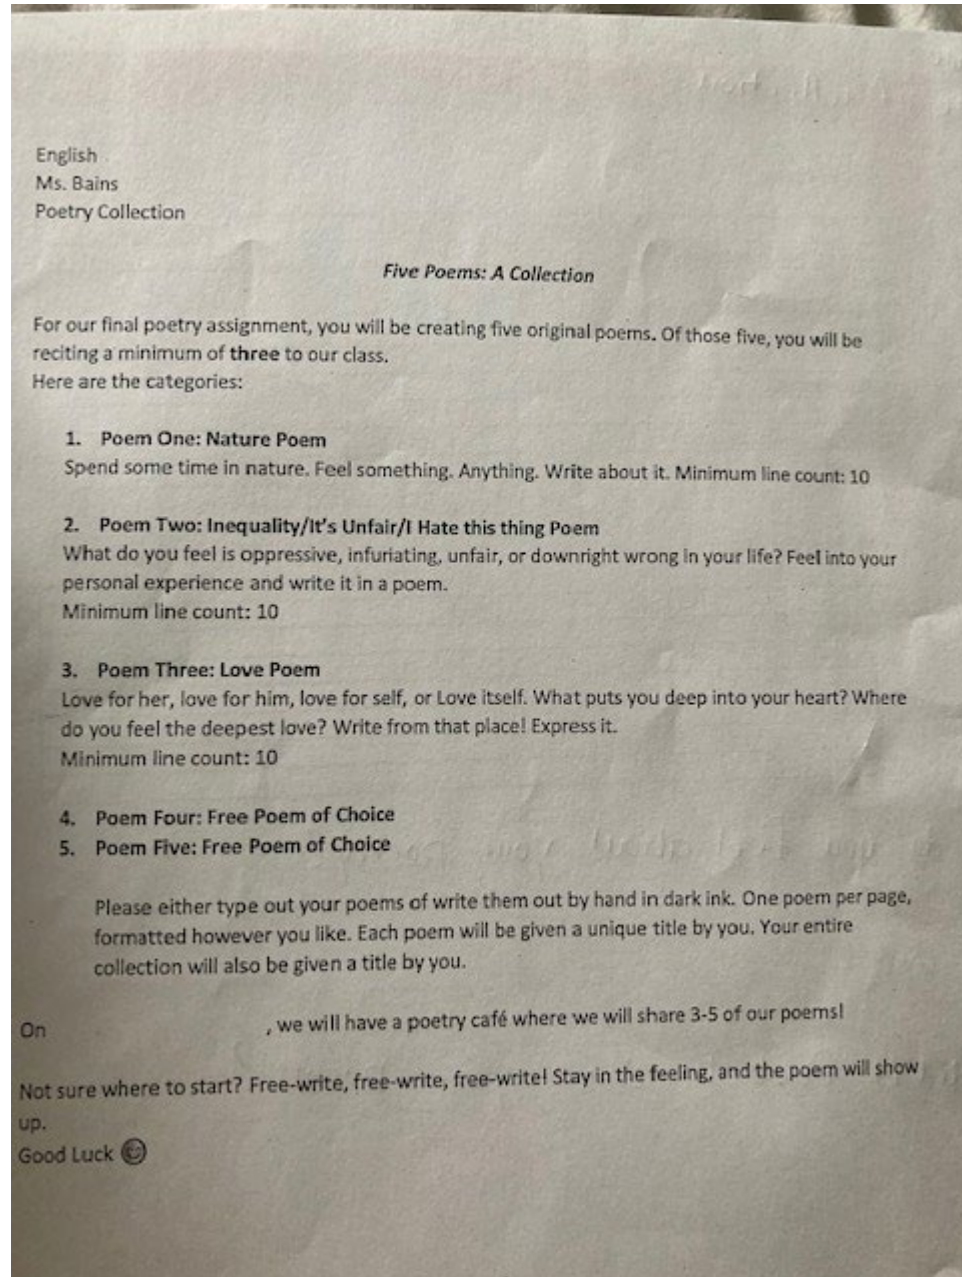 English
Ms. Bains
Poetry Collection
Five Poems: A Collection
For our final poetry assignment, you will be creating five original poems. Of those five, you will be
reciting a minimum of three to our class.
Here are the categories:
1. Poem One: Nature Poem
Spend some time in nature. Feel something. Anything. Write about it. Minimum line count: 10
2. Poem Two: Inequality/It's Unfair/I Hate this thing Poem
What do you feel is oppressive, infuriating, unfair, or downright wrong in your life? Feel into your
personal experience and write it in a poem.
Minimum line count: 10
3. Poem Three: Love Poem
Love for her, love for him, love for self, or Love itself. What puts you deep into your heart? Where
do you feel the deepest love? Write from that place! Express it.
Minimum line count: 10
4. Poem Four: Free Poem of Choice
5. Poem Five: Free Poem of Choice
Please either type out your poems of write them out by hand in dark ink. One poem per page,
formatted however you like. Each poem will be given a unique title by you. Your entire
collection will also be given a title by you.
On , we will have a poetry café where we will share 3-5 of our poems!
Not sure where to start? Free-write, free-write, free-write! Stay in the feeling, and the poem will show
up.
Good Luck ☺